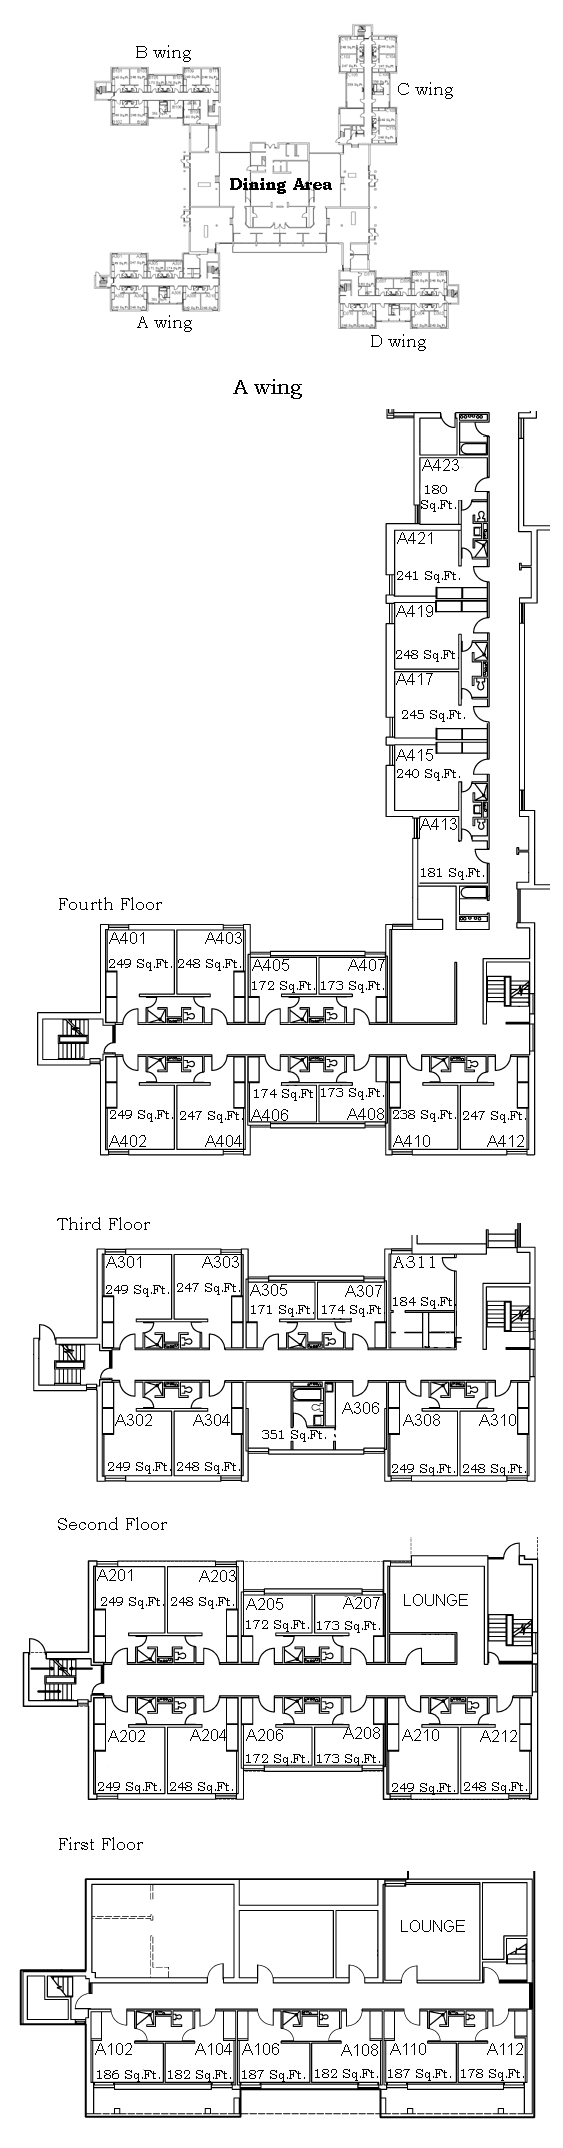 B wing
C wing
Dining Area
A wing
D wing
A wing
A423
180
Sq.Ft.
A421
241 Sq.Ft.
A419
248 Sq.Ft.
A417
245 Sq.Ft.
A415
240 Sq.Ft.
A413
181 Sq.Ft.
Fourth Floor
A401 A403 A405 A407
249 Sq.Ft. 248 Sq.Ft. 172 Sq.Ft. 173 Sq.Ft.
249 Sq.Ft. 247 Sq.Ft. 174 Sq.Ft. 173 Sq.Ft. 238 Sq.Ft. 247 Sq.Ft.
A402 A404 A406 A408 A410 A412
Third Floor
A301 A303 A305 A307 A311
249 Sq.Ft. 247 Sq.Ft. 171 Sq.Ft. 174 Sq.Ft. 184 Sq.Ft.
A302 A304 A306 A308 A310
249 Sq.Ft. 248 Sq.Ft. 351 Sq.Ft. 249 Sq.Ft. 248 Sq.Ft.
Second Floor
A201 A203 A205 A207 LOUNGE
249 Sq.Ft. 248 Sq.Ft. 172 Sq.Ft. 173 Sq.Ft.
A202 A204 A206 A208 A210 A212
249 Sq.Ft. 248 Sq.Ft. 172 Sq.Ft. 173 Sq.Ft. 249 Sq.Ft. 248 Sq.Ft.
First Floor
LOUNGE
A102 A104 A106 A108 A110 A112
186 Sq.Ft. 182 Sq.Ft. 187 Sq.Ft. 182 Sq.Ft. 187 Sq.Ft. 178 Sq.Ft.